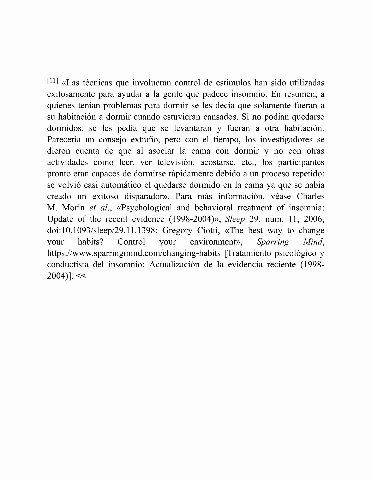 [11] «Las técnicas que involucran control de estímulos han sido utilizadas
exitosamente para ayudar a la gente que padece insomnio. En resumen, a
quienes tenían problemas para dormir se les decía que solamente fueran a
su habitación a dormir cuando estuvieran cansados. Si no podían quedarse
dormidos, se les pedía que se levantaran y fueran a otra habitación.
Parecería un consejo extraño, pero con el tiempo, los investigadores se
dieron cuenta de que al asociar la cama con dormir y no con otras
actividades como leer, ver televisión, acostarse, etc., los participantes
pronto eran capaces de dormirse rápidamente debido a un proceso repetido:
se volvió casi automático el quedarse dormido en la cama ya que se había
creado un exitoso disparador». Para más información, véase Charles
M. Morin et al., «Psychological and behavioral treatment of insomnia:
Update of the recent evidence (1998-2004)», Sleep 29, núm. 11, 2006,
doi:10.1093/sleep/29.11.1398; Gregory Ciotti, «The best way to change
your habits? Control your environment», Sparring Mind,
https://www.sparringmind.com/changing-habits [Tratamiento psicológico y
conductista del insomnio: Actualización de la evidencia reciente (1998-
2004)]. <<